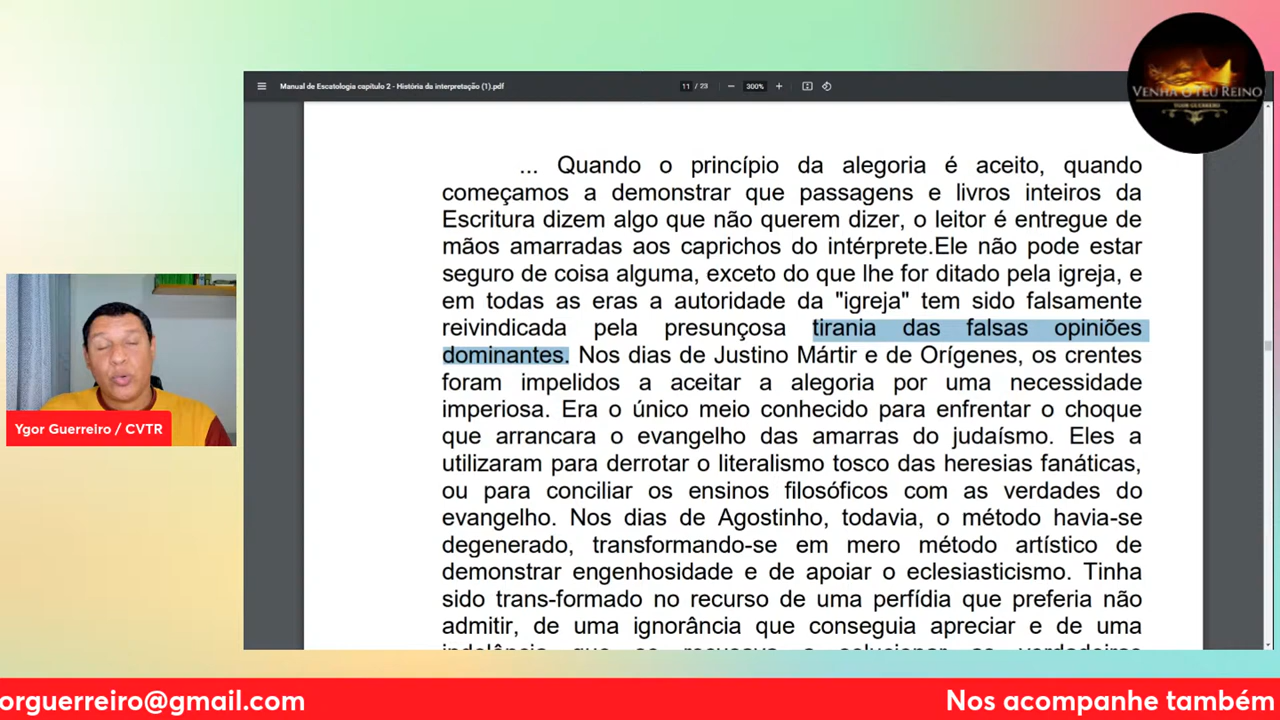 Manual de Escatologia capítulo 2 - História da interpretação (1).pdf
11 / 23
300%
VENHA O TEU REINO
YGOR GUERREIRO
... Quando o princípio da alegoria é aceito, quando
começamos a demonstrar que passagens e livros inteiros da
Escritura dizem algo que não querem dizer, o leitor é entregue de
mãos amarradas aos caprichos do intérprete.Ele não pode estar
seguro de coisa alguma, exceto do que lhe for ditado pela igreja, e
em todas as eras a autoridade da "igreja" tem sido falsamente
reivindicada pela presunçosa tirania das falsas opiniões
dominantes. Nos dias de Justino Mártir e de Orígenes, os crentes
foram impelidos a aceitar a alegoria por uma necessidade
imperiosa. Era o único meio conhecido para enfrentar o choque
que arrancara o evangelho das amarras do judaísmo. Eles a
utilizaram para derrotar o literalismo tosco das heresias fanáticas,
ou para conciliar os ensinos filosóficos com as verdades do
evangelho. Nos dias de Agostinho, todavia, o método havia-se
degenerado, transformando-se em mero método artístico de
demonstrar engenhosidade e de apoiar o eclesiasticismo. Tinha
sido trans-formado no recurso de uma perfídia que preferia não
admitir, de uma ignorância que conseguia apreciar e de uma
Ygor Guerreiro / CVTR
orguerreiro@gmail.com
Nos acompanhe também